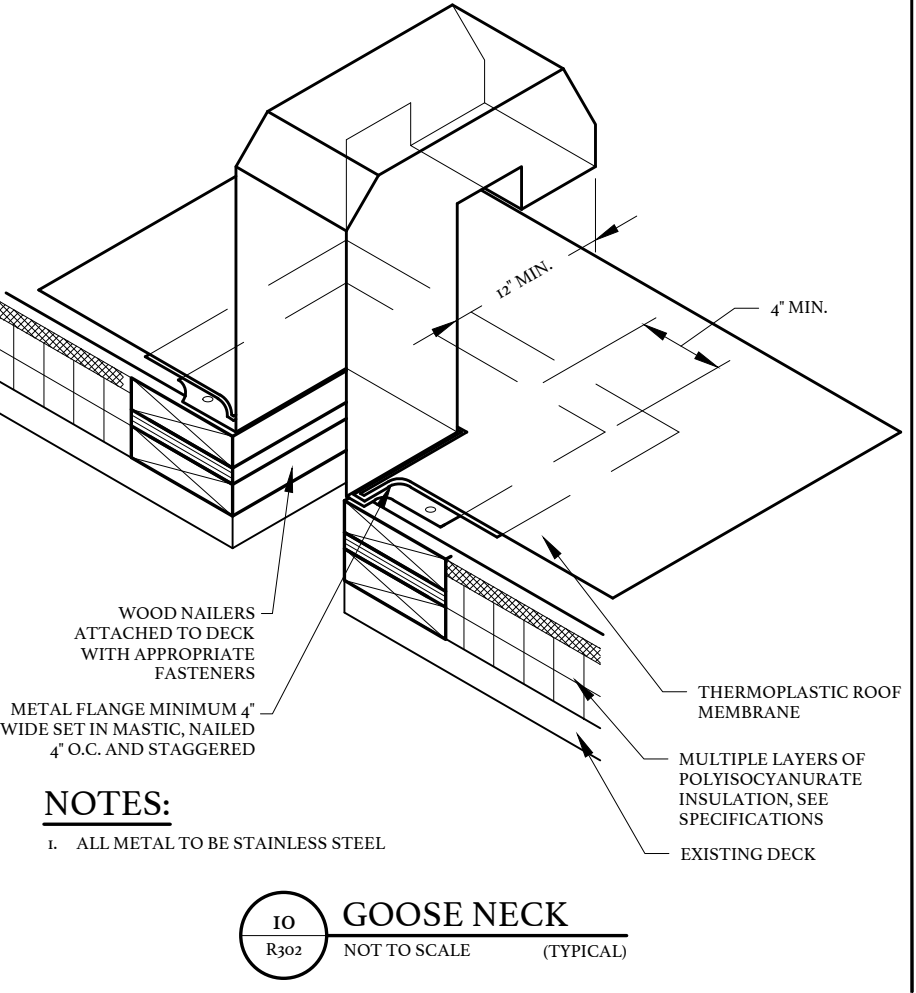 12" MIN.
4" MIN.
WOOD NAILERS
ATTACHED TO DECK
WITH APPROPRIATE
FASTENERS
METAL FLANGE MINIMUM 4"
WIDE SET IN MASTIC, NAILED
4" O.C. AND STAGGERED
THERMOPLASTIC ROOF
MEMBRANE
MULTIPLE LAYERS OF
POLYISOCYANURATE
INSULATION, SEE
SPECIFICATIONS
EXISTING DECK
NOTES:
1. ALL METAL TO BE STAINLESS STEEL
10
R302
GOOSE NECK
NOT TO SCALE (TYPICAL)